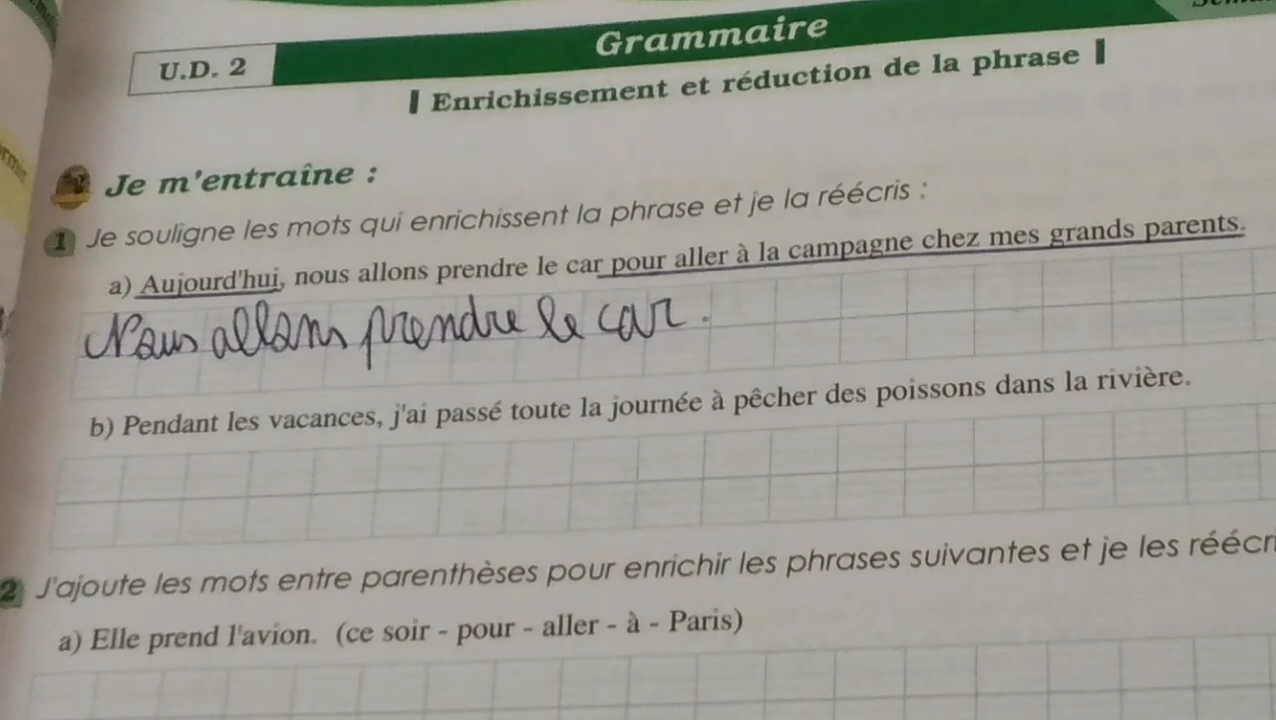 U.D. 2
Grammaire
Enrichissement et réduction de la phrase
Je m'entraîne :
1 Je souligne les mots qui enrichissent la phrase et je la réécris :
a) Aujourd'hui, nous allons prendre le car pour aller à la campagne chez mes grands parents.
Nous allons prendre le car.
b) Pendant les vacances, j'ai passé toute la journée à pêcher des poissons dans la rivière.
2 J'ajoute les mots entre parenthèses pour enrichir les phrases suivantes et je les réécr
a) Elle prend l'avion. (ce soir - pour - aller - à - Paris)